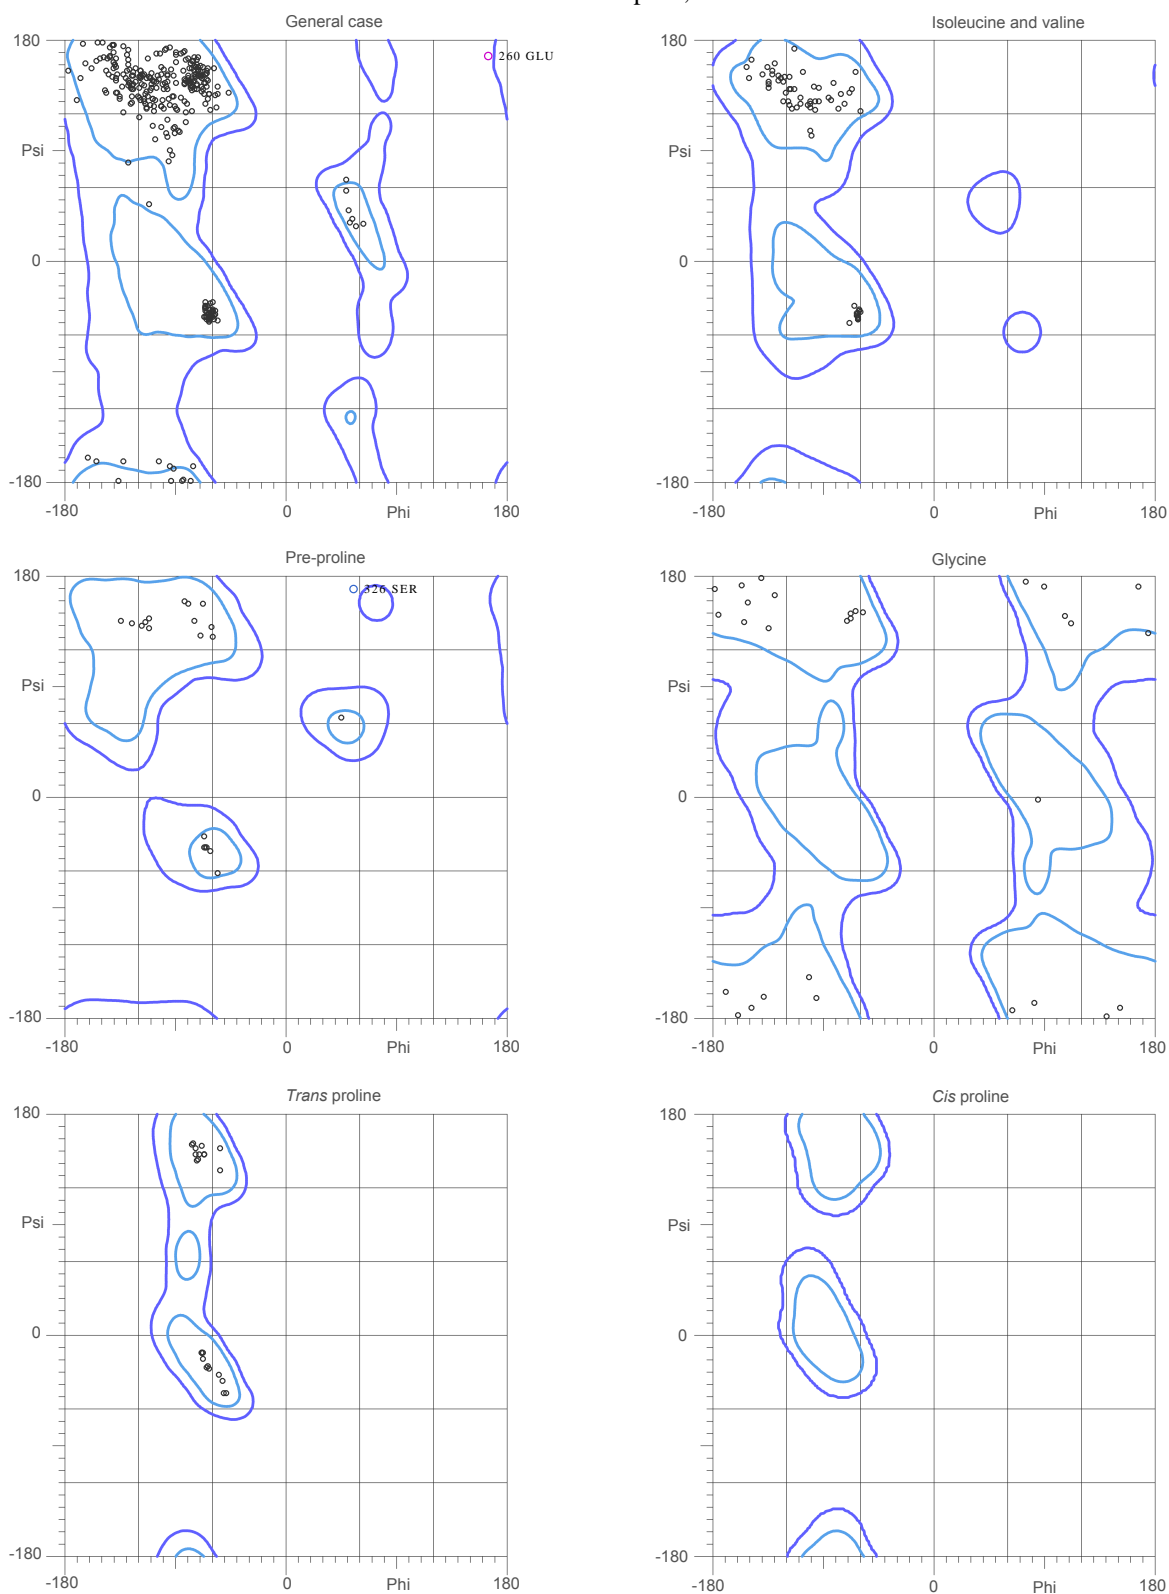 General case
180
Psi
0
-180
-180
0
Phi
180
260 GLU
Isoleucine and valine
180
Psi
0
-180
-180
0
Phi
180
Pre-proline
180
Psi
0
-180
-180
0
Phi
180
326 SER
Glycine
180
Psi
0
-180
-180
0
Phi
180
Trans proline
180
Psi
0
-180
-180
0
Phi
180
Cis proline
180
Psi
0
-180
-180
0
Phi
180